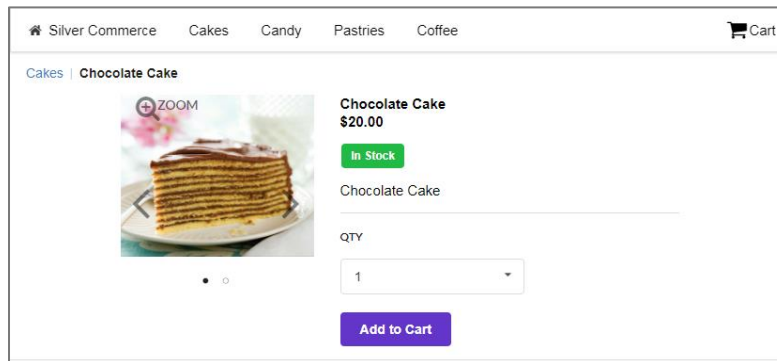 Silver Commerce Cakes Candy Pastries Coffee Cart
Cakes | Chocolate Cake
ZOOM
Chocolate Cake
$20.00
In Stock
Chocolate Cake
QTY
1
Add to Cart